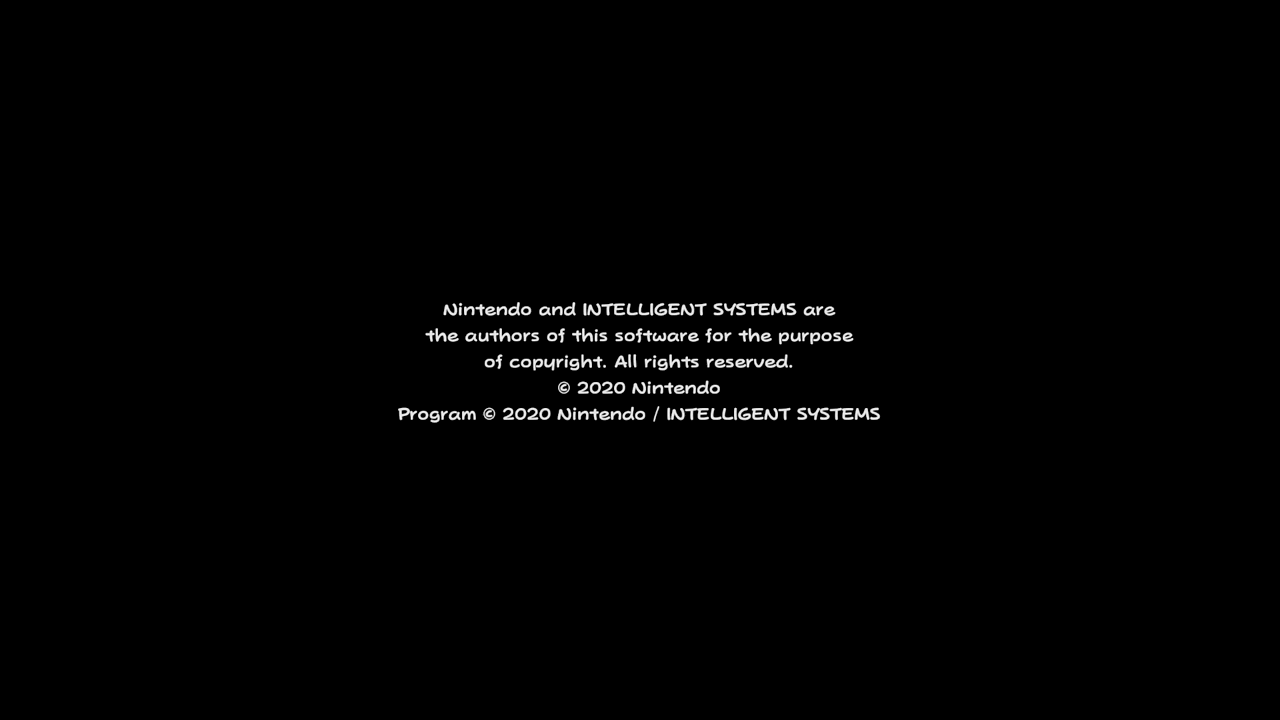 Nintendo and INTELLIGENT SYSTEMS are
the authors of this software for the purpose
of copyright. All rights reserved.
© 2020 Nintendo
Program © 2020 Nintendo / INTELLIGENT SYSTEMS